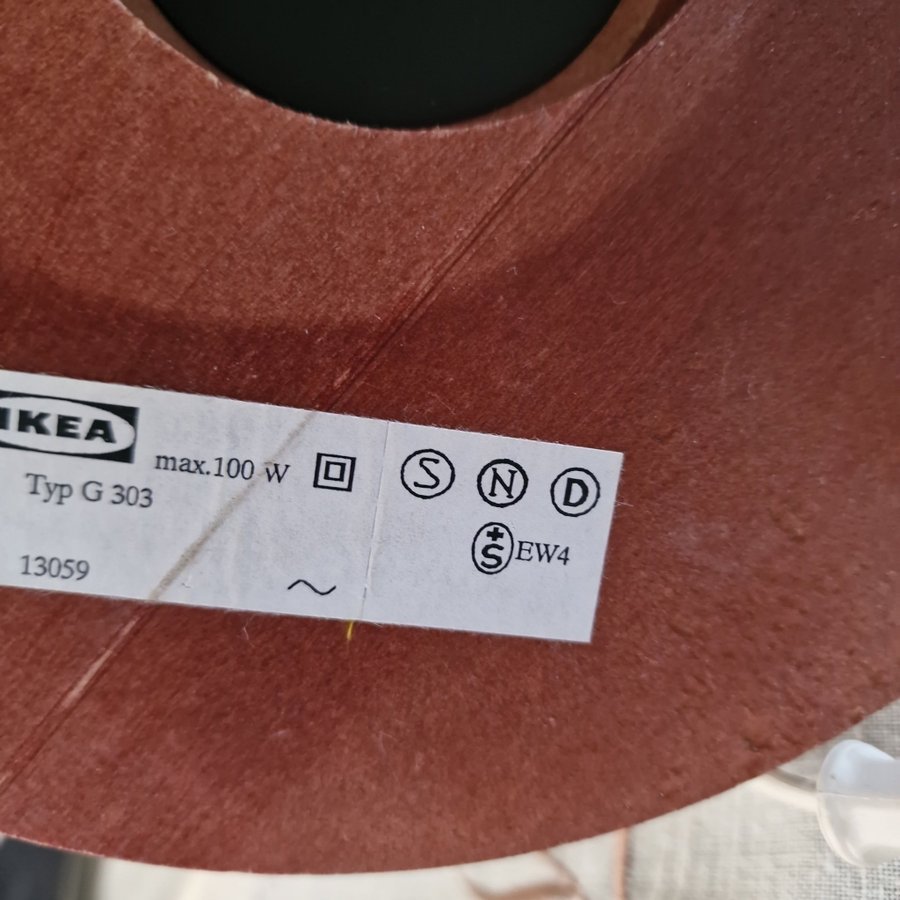 IKEA
max.100 W
Typ G 303
13059
S N D
+S EW4